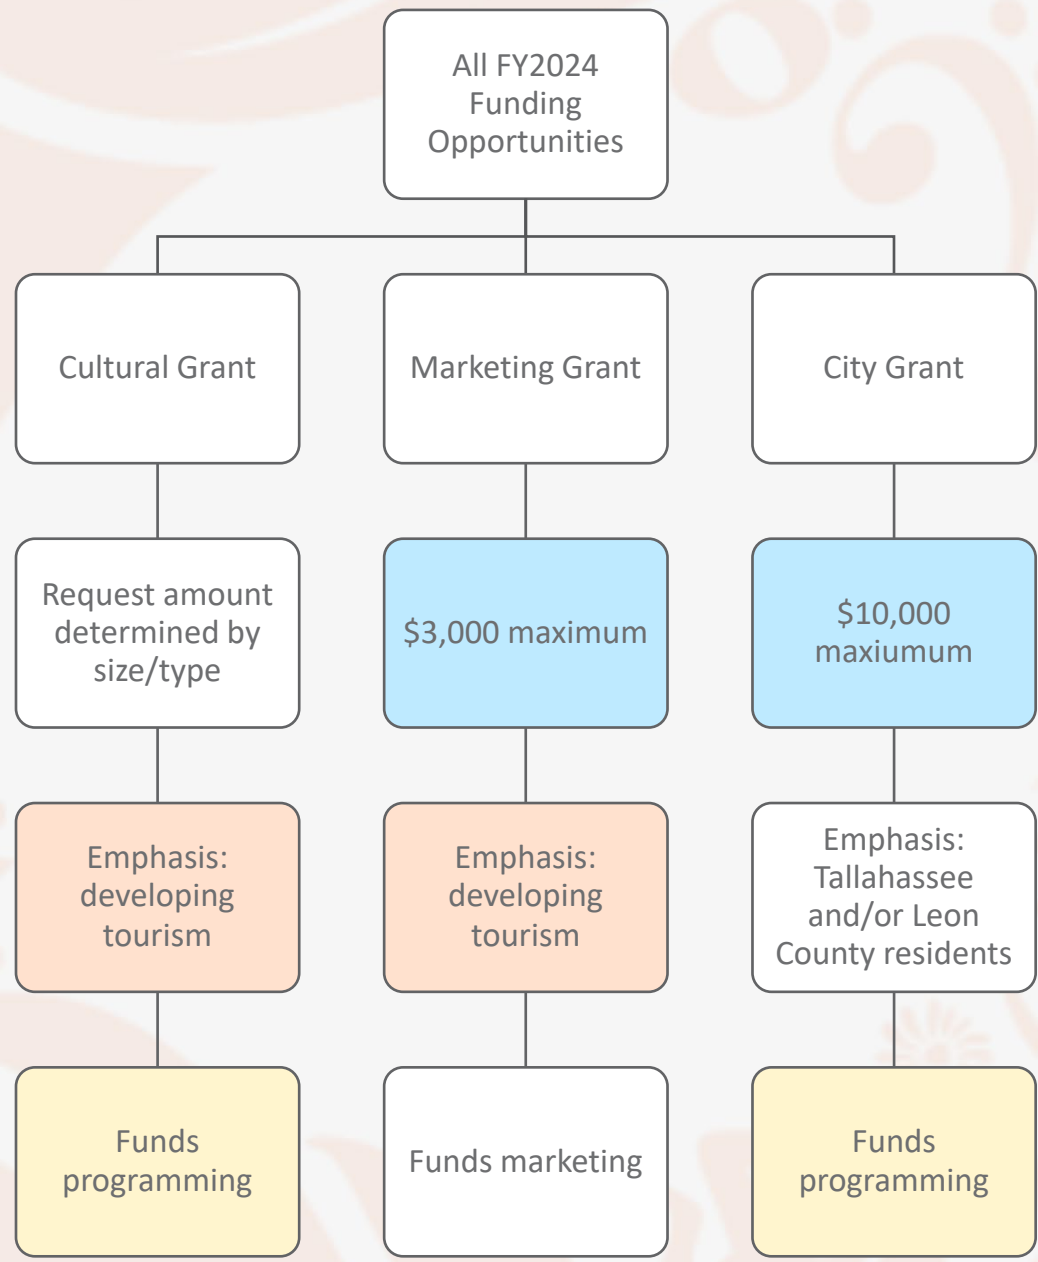 All FY2024
Funding
Opportunities
Cultural Grant
Marketing Grant
City Grant
Request amount
determined by
size/type
$3,000 maximum
$10,000
maxiumum
Emphasis:
developing
tourism
Emphasis:
developing
tourism
Emphasis:
Tallahassee
and/or Leon
County residents
Funds
programming
Funds marketing
Funds
programming